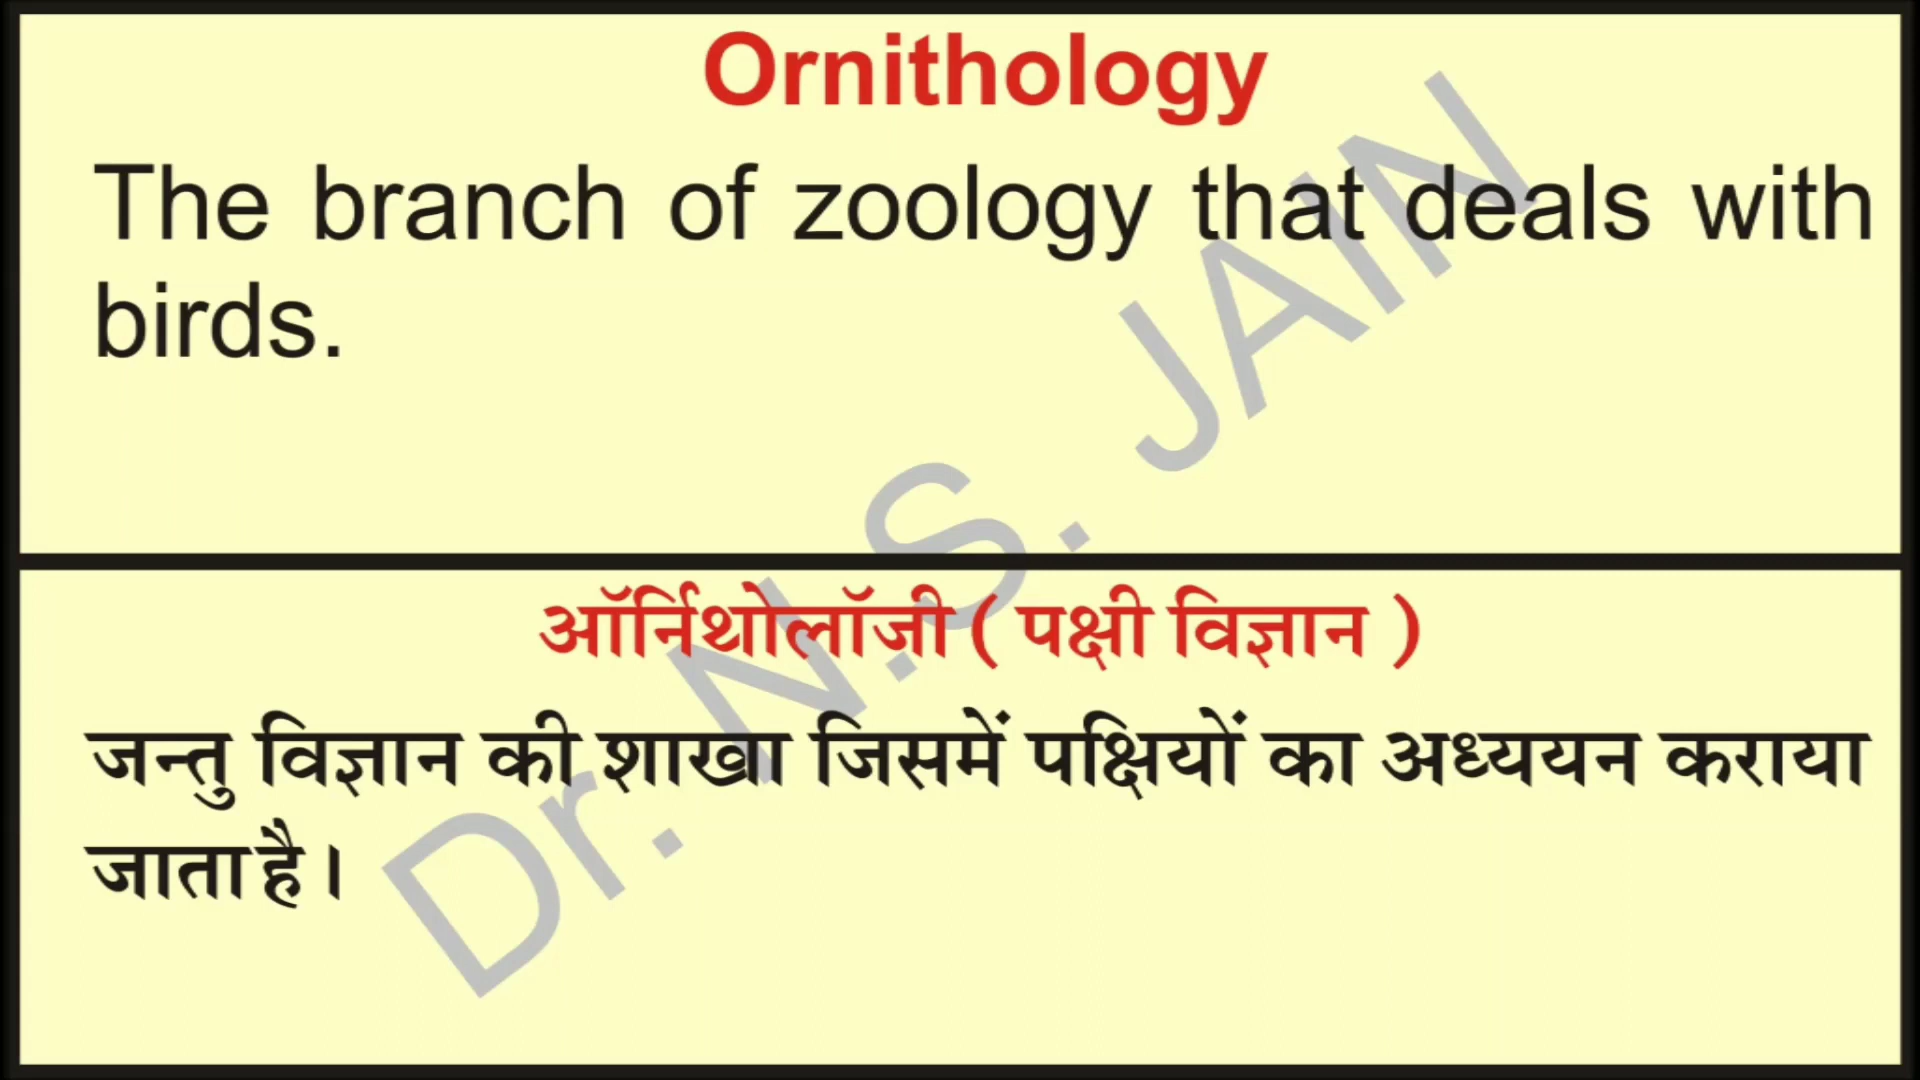 Ornithology
The branch of zoology that deals with
birds.
ऑर्निथोलॉजी ( पक्षी विज्ञान )
जन्तु विज्ञान की शाखा जिसमें पक्षियों का अध्ययन कराया
जाता है।
Dr. N.S. JAIN